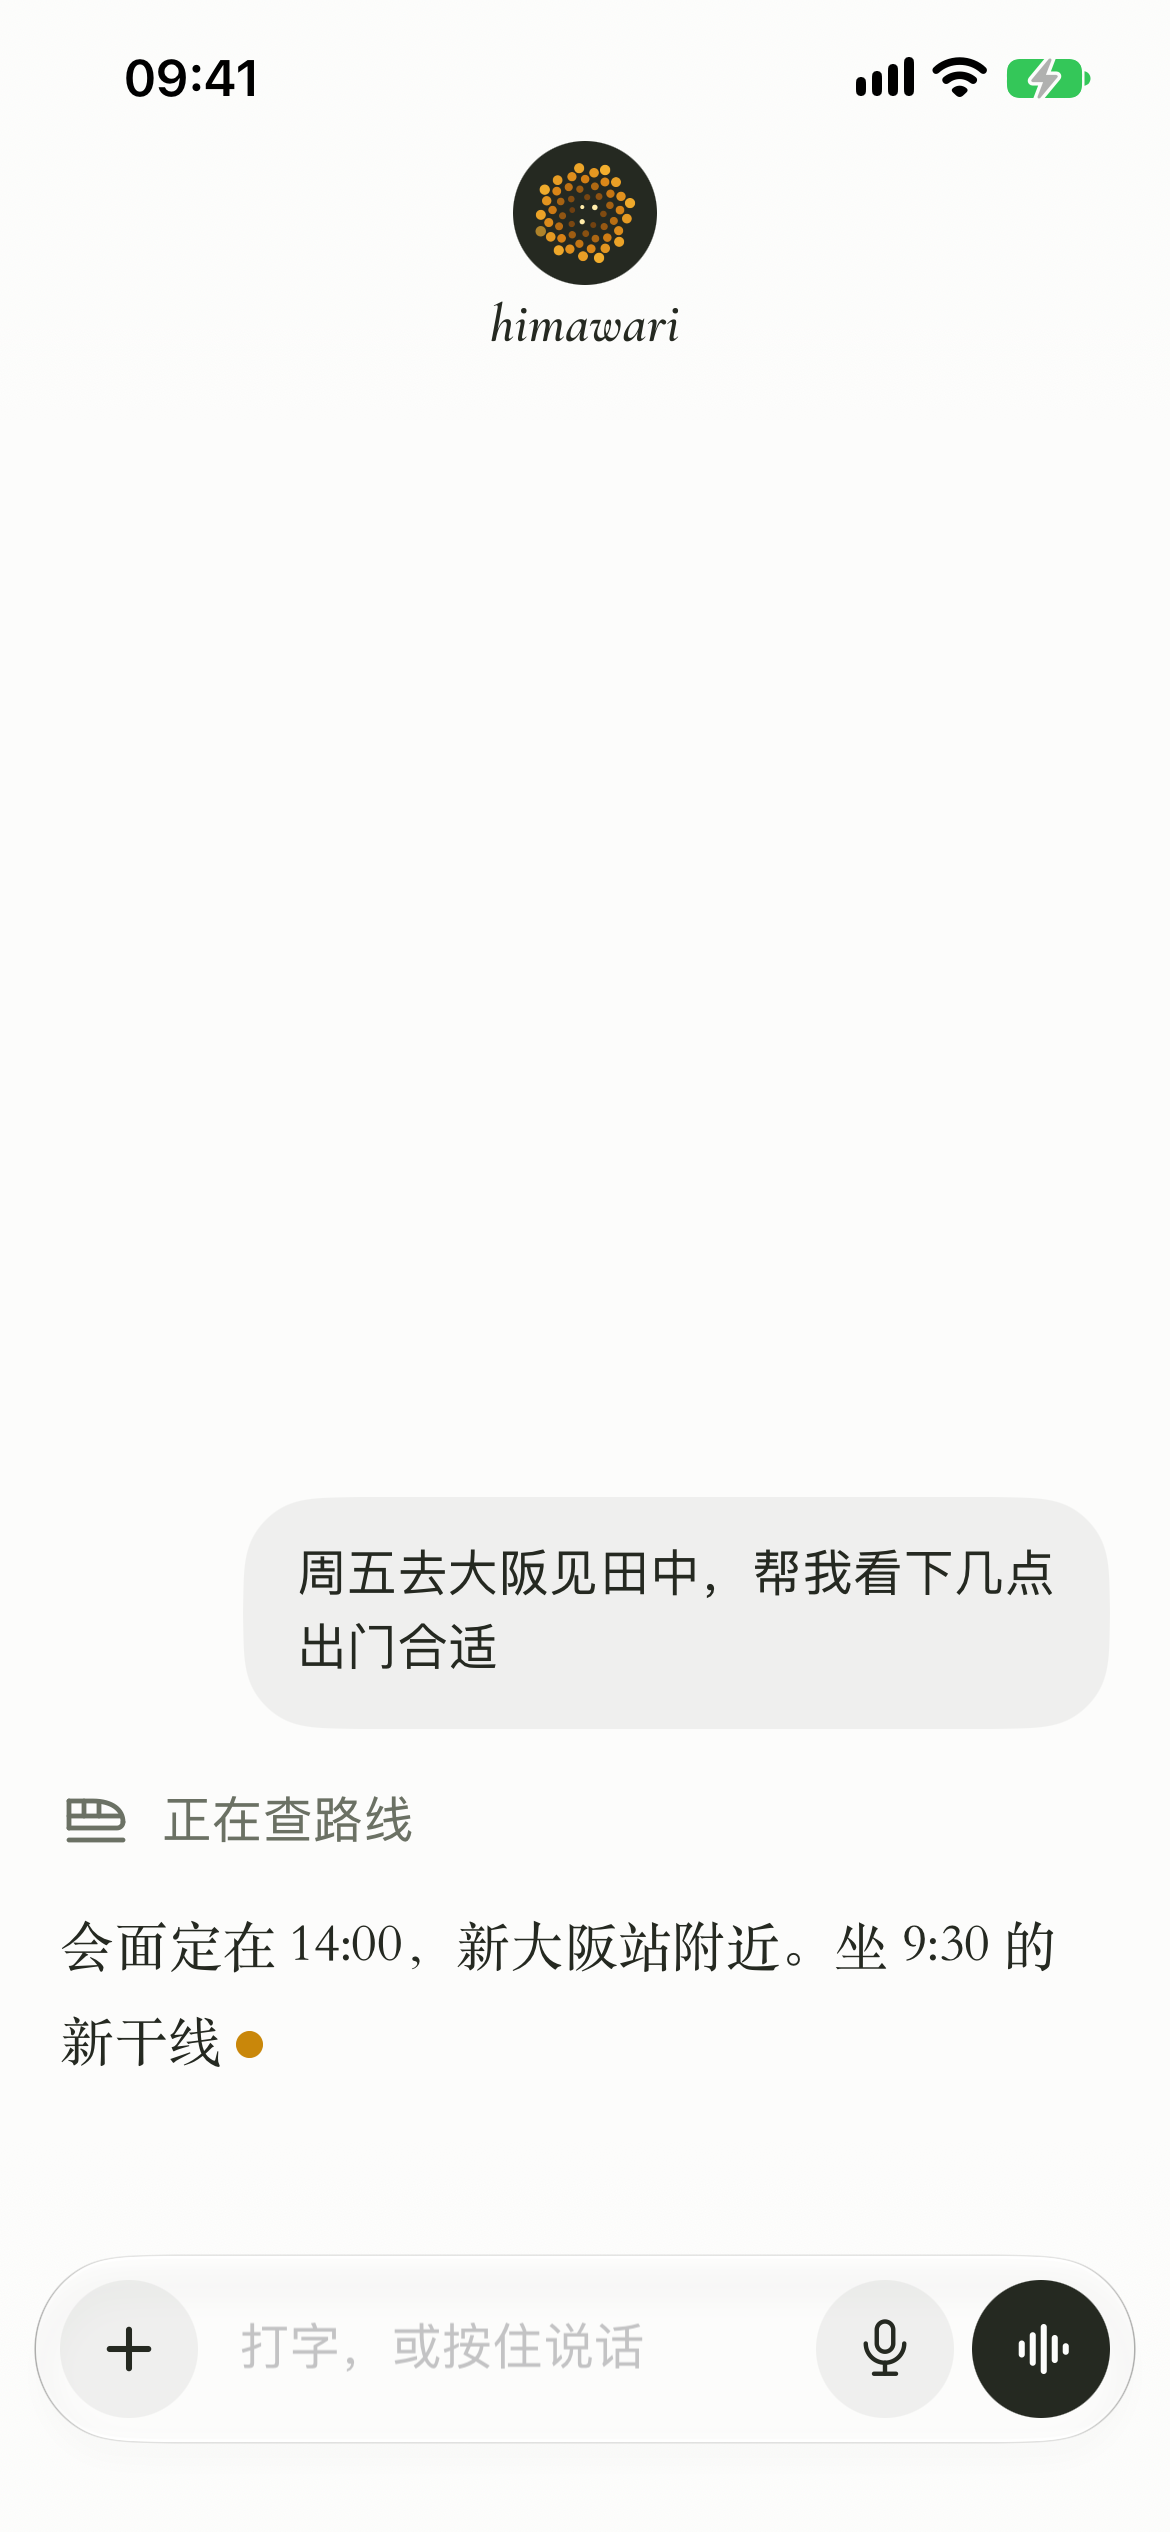 09:41
himawari
周五去大阪见田中，帮我看下几点
出门合适
正在查路线
会面定在 14:00，新大阪站附近。坐 9:30 的
新干线
打字，或按住说话